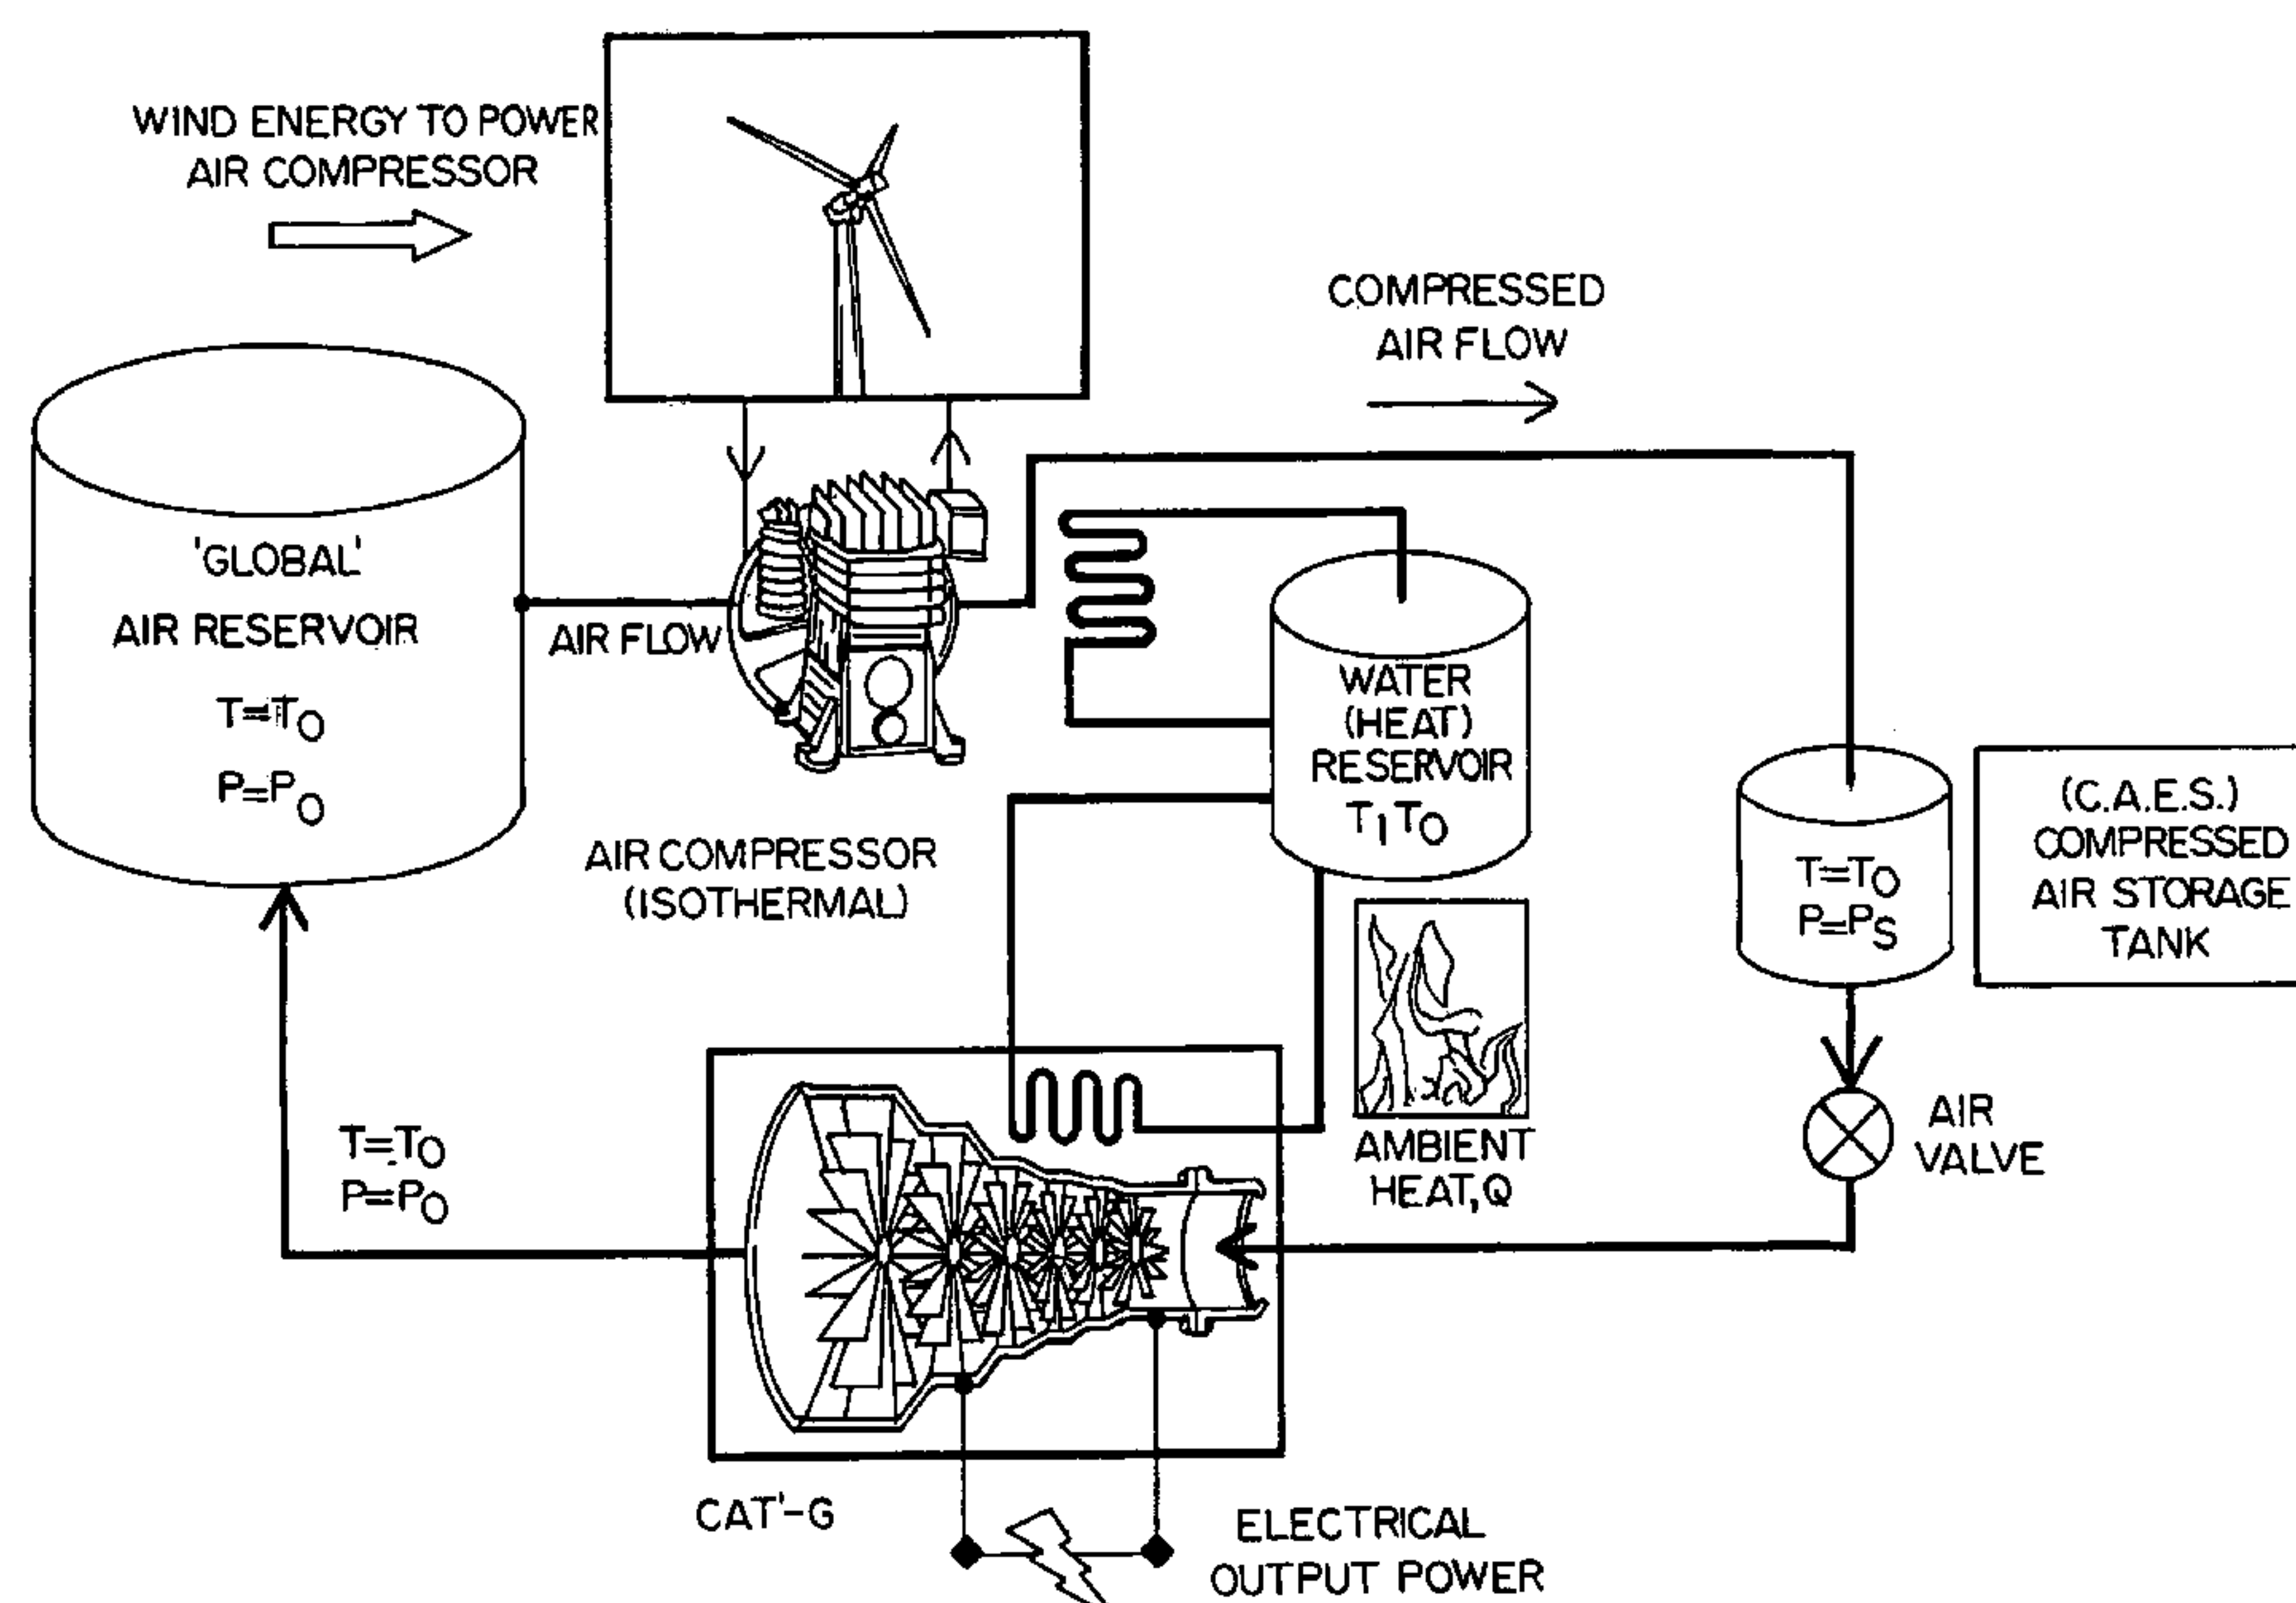 WIND ENERGY TO POWER
AIR COMPRESSOR
COMPRESSED
AIR FLOW
'GLOBAL'
AIR RESERVOIR
T=TO
P=PO
AIR FLOW
WATER
(HEAT)
RESERVOIR
T1TO
AIR COMPRESSOR
(ISOTHERMAL)
T=TO
P=PS
(C.A.E.S.)
COMPRESSED
AIR STORAGE
TANK
AIR
VALVE
AMBIENT
HEAT,Q
T=TO
P=PO
CAT'-G
ELECTRICAL
OUTPUT POWER